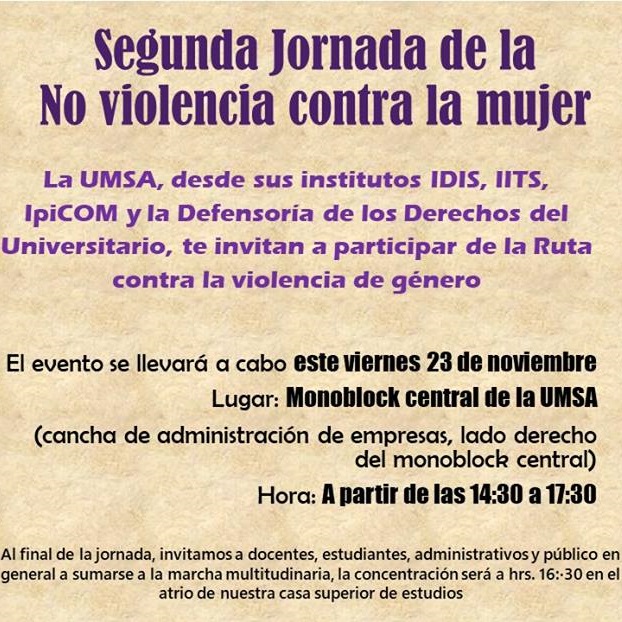 Segunda Jornada de la
No violencia contra la mujer
La UMSA, desde sus institutos IDIS, IITS,
IpiCOM y la Defensoría de los Derechos del
Universitario, te invitan a participar de la Ruta
contra la violencia de género
El evento se llevará a cabo este viernes 23 de noviembre
Lugar: Monoblock central de la UMSA
(cancha de administración de empresas, lado derecho
del monoblock central)
Hora: A partir de las 14:30 a 17:30
Al final de la jornada, invitamos a docentes, estudiantes, administrativos y público en
general a sumarse a la marcha multitudinaria, la concentración será a hrs. 16:·30 en el
atrio de nuestra casa superior de estudios